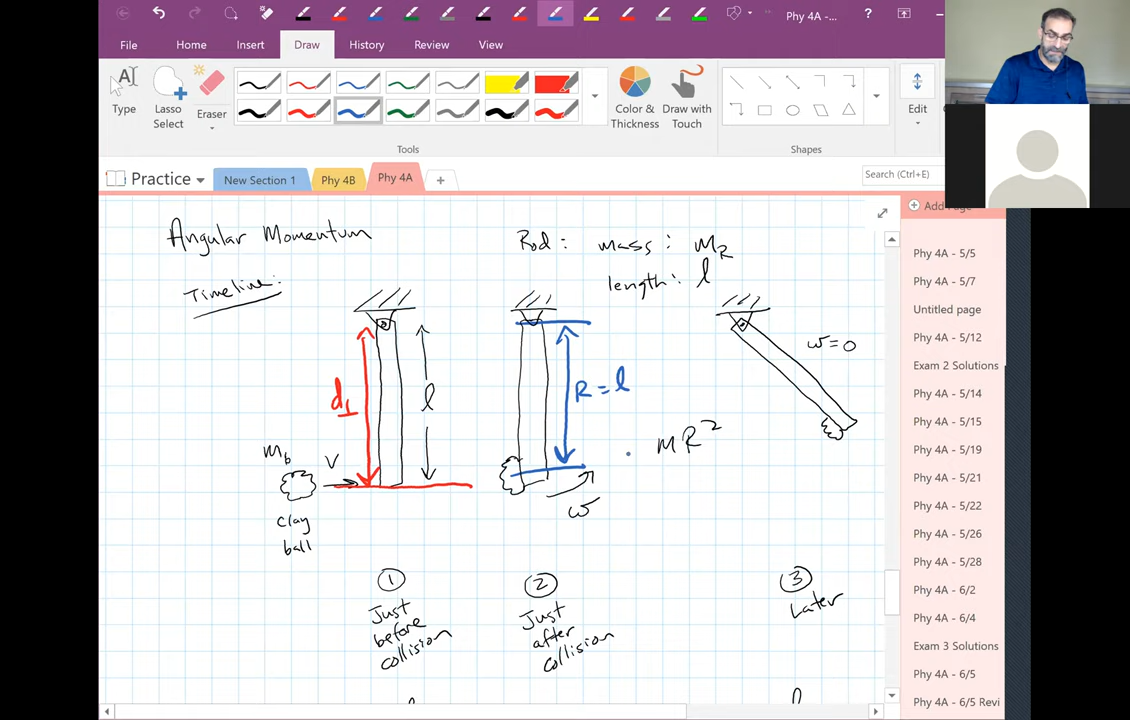 Phy 4A -...
?
File
Home
Insert
Draw
History
Review
View
Type
Lasso Select
Eraser
Color & Thickness
Draw with Touch
Edit
Tools
Shapes
Practice
New Section 1
Phy 4B
Phy 4A
+
Search (Ctrl+E)
Add Page
Phy 4A - 5/5
Phy 4A - 5/7
Untitled page
Phy 4A - 5/12
Exam 2 Solutions
Phy 4A - 5/14
Phy 4A - 5/15
Phy 4A - 5/19
Phy 4A - 5/21
Phy 4A - 5/22
Phy 4A - 5/26
Phy 4A - 5/28
Phy 4A - 6/2
Phy 4A - 6/4
Exam 3 Solutions
Phy 4A - 6/5
Phy 4A - 6/5 Revi
Angular Momentum
Rod: mass: mR
length: l
Timeline:
d⊥
l
R = l
ω = 0
MR²
mb
V
ω
clay
ball
①
Just
before
collision
②
Just
after
collision
③
Later